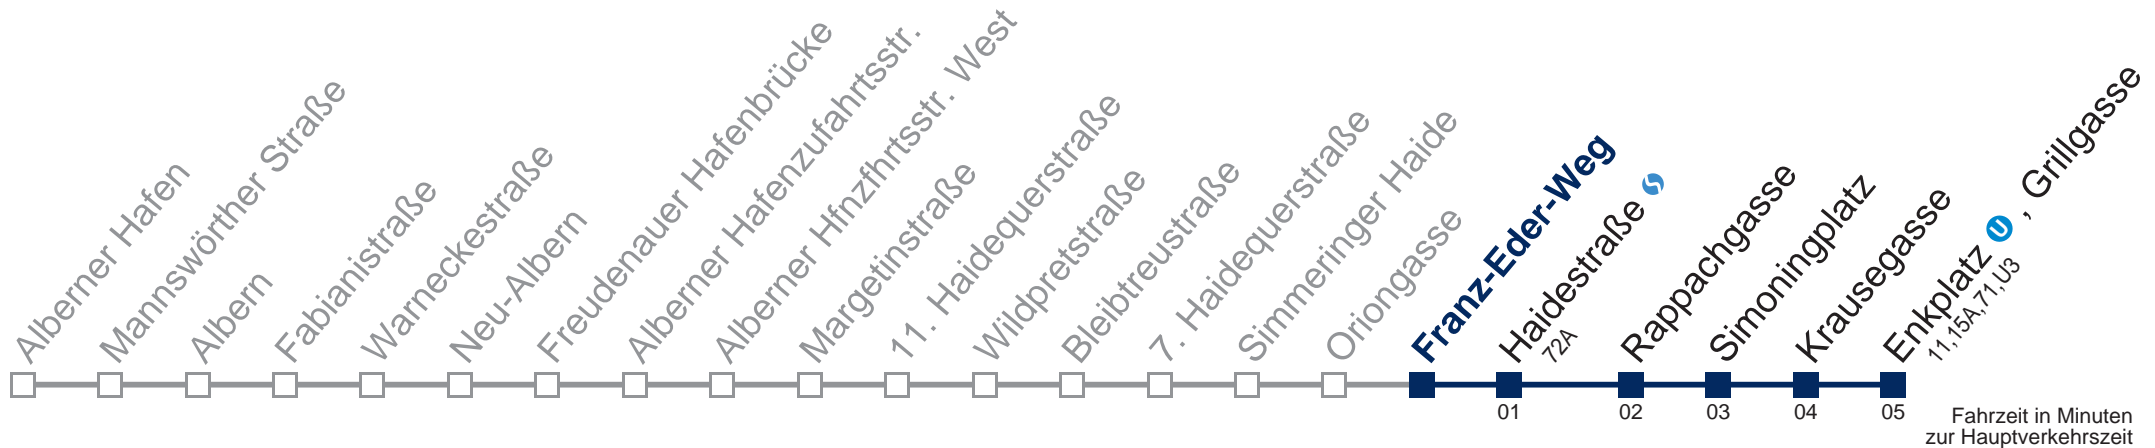 Alberner Hafen
Mannswörther Straße
Albern
Fabianistraße
Warneckestraße
Neu-Albern
Freudenauer Hafenbrücke
Alberner Hafenzufahrtsstr.
Alberner Hfnzfhrtsstr. West
Margetinstraße
11. Haidequerstraße
Wildpretstraße
Bleibtreustraße
7. Haidequerstraße
Simmeringer Haide
Oriongasse
Franz-Eder-Weg
Haidestraße S
72A
Rappachgasse
Simoningplatz
Krausegasse
Enkplatz U , Grillgasse
11,15A,71,U3
01 02 03 04 05
Fahrzeit in Minuten
zur Hauptverkehrszeit